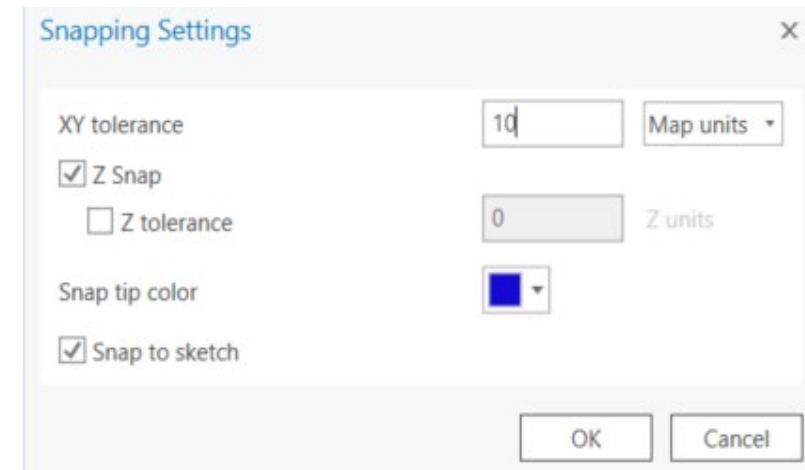 Snapping Settings
XY tolerance 10 Map units
Z Snap
Z tolerance 0 Z units
Snap tip color
Snap to sketch
OK Cancel